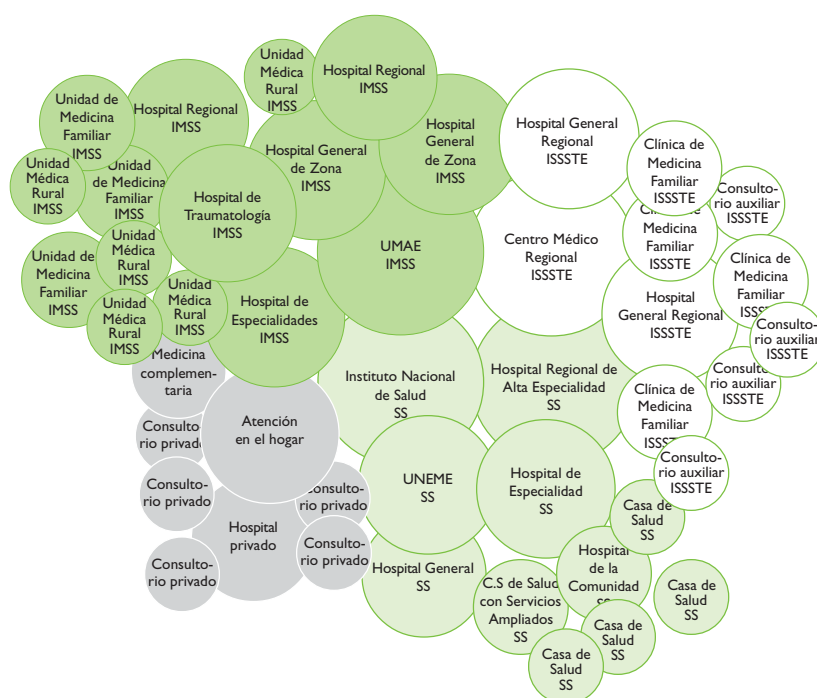 Unidad
Médica
Rural
IMSS
Hospital Regional
IMSS
Unidad de
Medicina
Familiar
IMSS
Hospital Regional
IMSS
Hospital
General
de Zona
IMSS
Hospital General
Regional
ISSSTE
Clínica de
Medicina
Familiar
ISSSTE
Unidad
Médica
Rural
IMSS
Unidad
de Medicina
Familiar
IMSS
Hospital General
de Zona
IMSS
Hospital de
Traumatología
IMSS
Consulto-
rio auxiliar
ISSSTE
Clínica de
Medicina
Familiar
ISSSTE
UMAE
IMSS
Centro Médico
Regional
ISSSTE
Unidad de
Medicina
Familiar
IMSS
Unidad
Médica
Rural
IMSS
Clínica de
Medicina
Familiar
ISSSTE
Unidad
Médica
Rural
IMSS
Unidad
Médica
Rural
IMSS
Hospital de
Especialidades
IMSS
Hospital
General Regional
ISSSTE
Consulto-
rio auxiliar
ISSSTE
Medicina
complemen-
taria
Instituto Nacional
de Salud
SS
Hospital Regional de
Alta Especialidad
SS
Consulto-
rio auxiliar
ISSSTE
Clínica de
Medicina
Familiar
ISSSTE
Consulto-
rio privado
Atención
en el hogar
Consulto-
rio auxiliar
ISSSTE
Consulto-
rio privado
UNEME
SS
Hospital de
Especialidad
SS
Consulto-
rio privado
Casa de
Salud
SS
Hospital
privado
Consulto-
rio privado
Consulto-
rio privado
Hospital General
SS
Hospital
de la
Comunidad
SS
C.S de Salud
con Servicios
Ampliados
SS
Casa de
Salud
SS
Casa de
Salud
SS
Casa de
Salud
SS